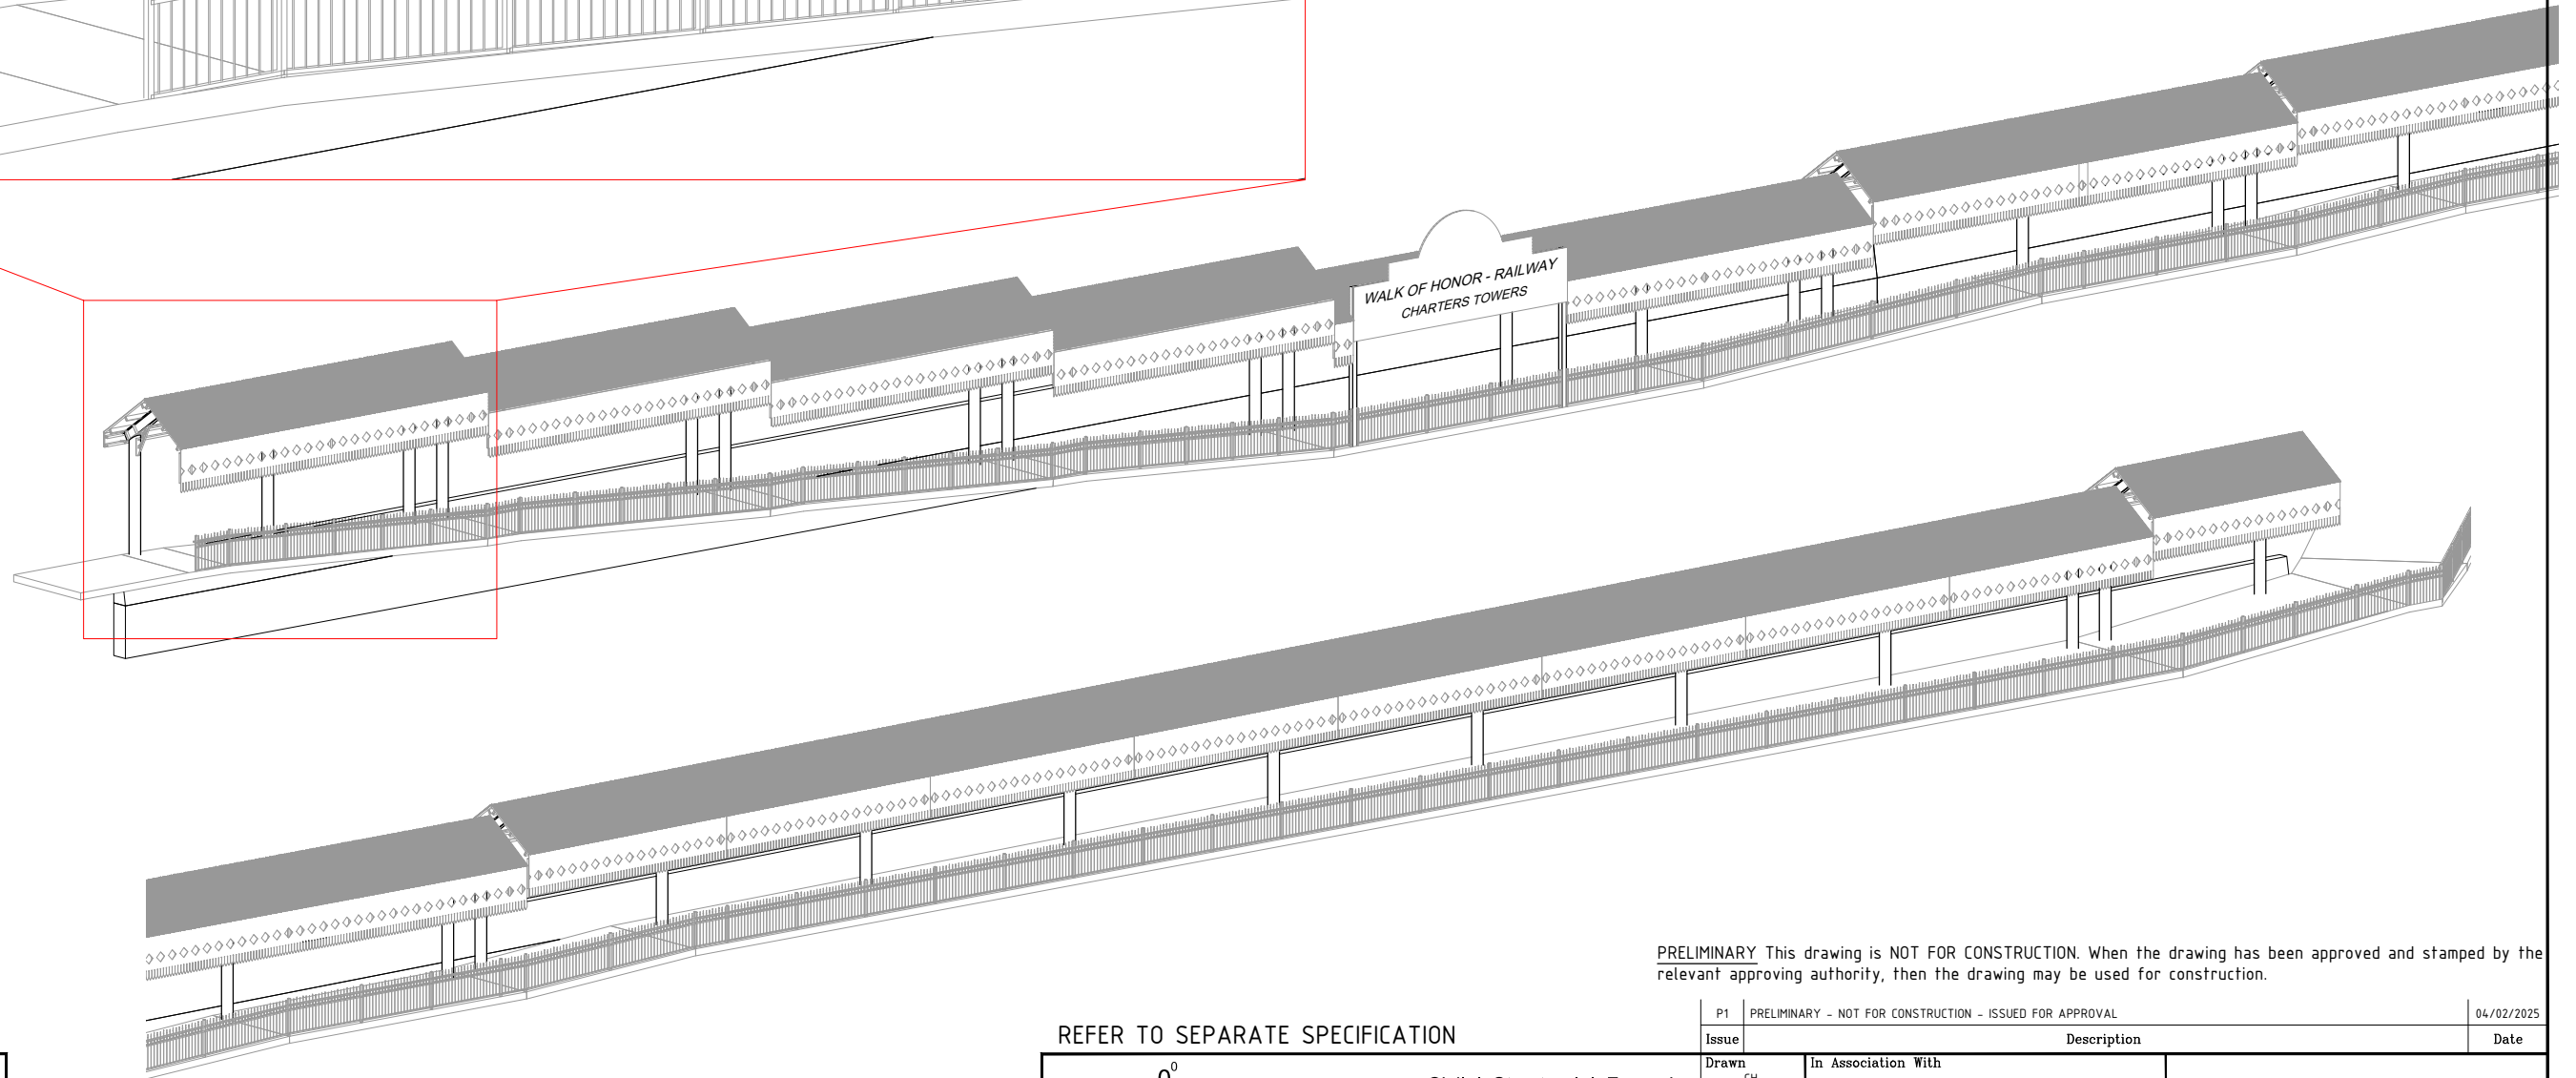 WALK OF HONOR - RAILWAY
CHARTERS TOWERS
PRELIMINARY This drawing is NOT FOR CONSTRUCTION. When the drawing has been approved and stamped by the
relevant approving authority, then the drawing may be used for construction.
P1 PRELIMINARY - NOT FOR CONSTRUCTION - ISSUED FOR APPROVAL 04/02/2025
Issue Description Date
REFER TO SEPARATE SPECIFICATION
Drawn In Association With